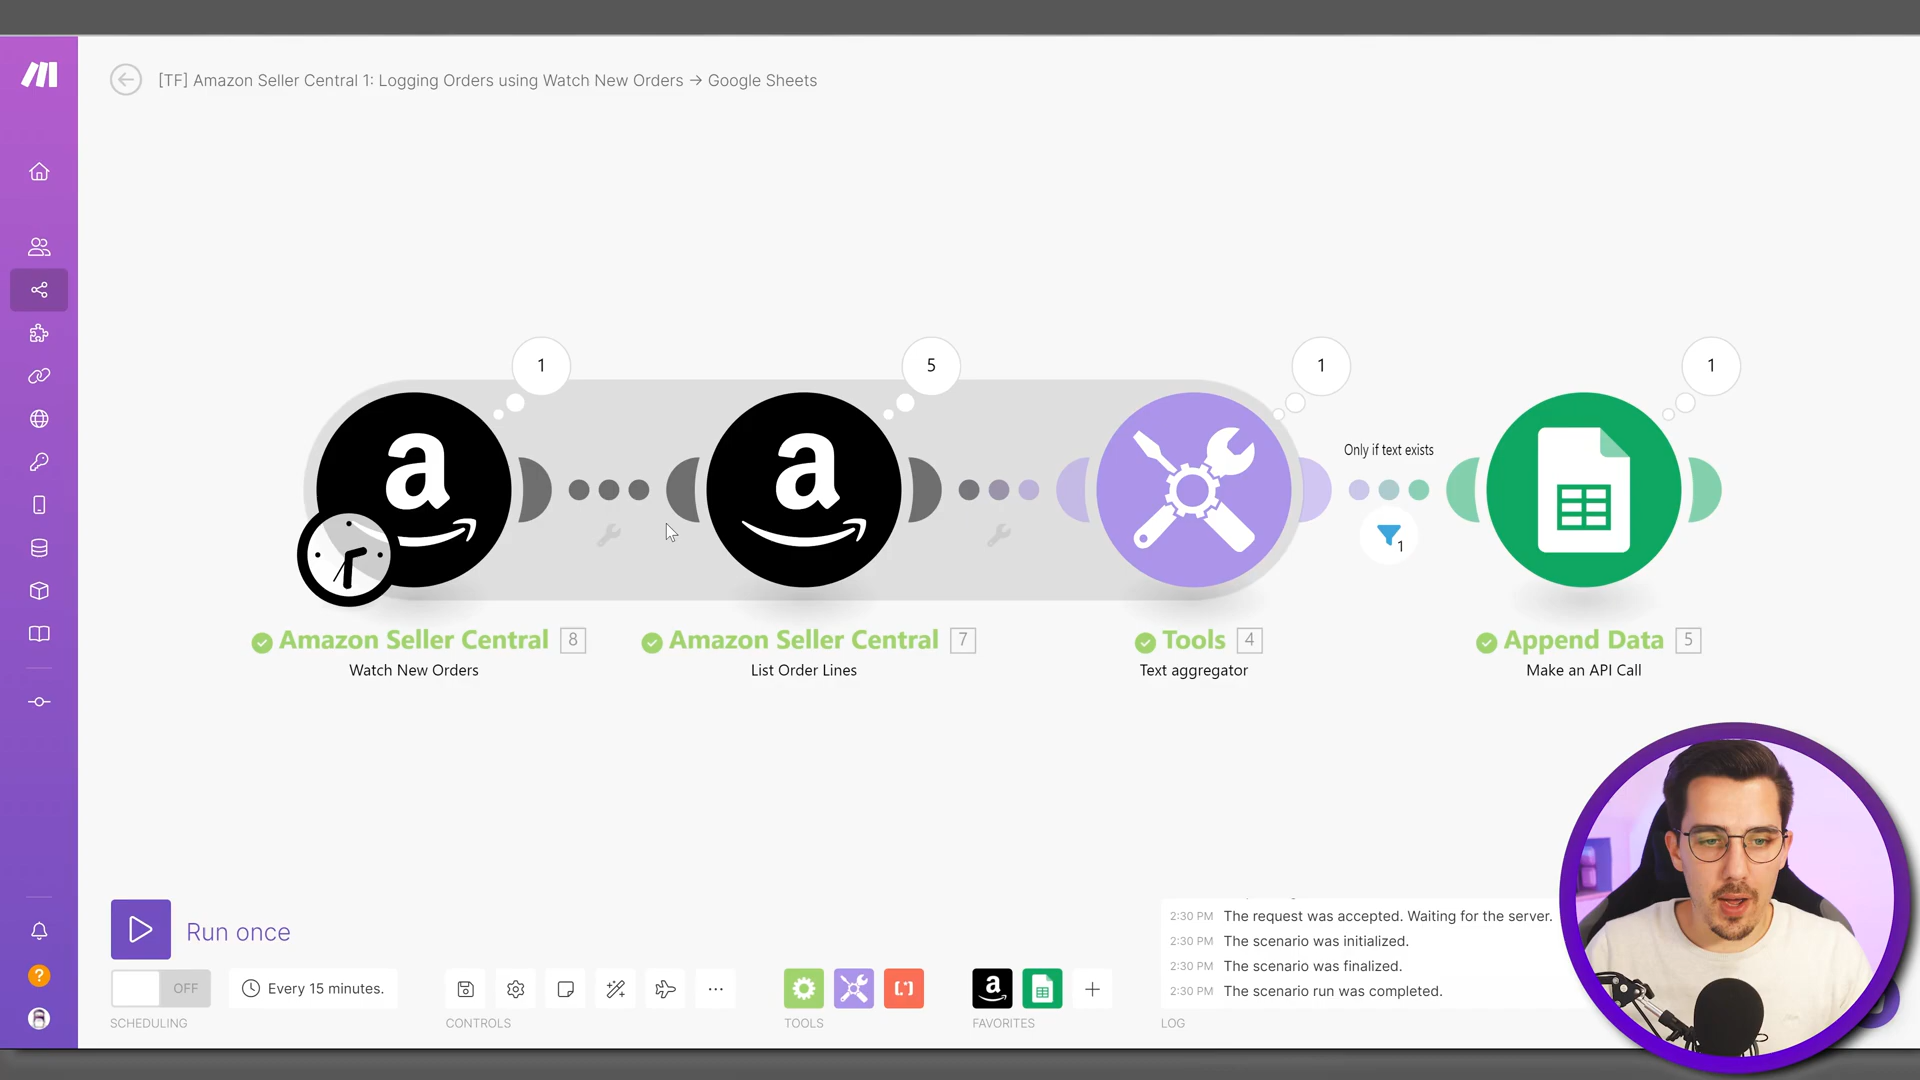 [TF] Amazon Seller Central 1: Logging Orders using Watch New Orders → Google Sheets
1
5
1
1
Only if text exists
1
Amazon Seller Central 8
Watch New Orders
Amazon Seller Central 7
List Order Lines
Tools 4
Text aggregator
Append Data 5
Make an API Call
Run once
OFF
Every 15 minutes.
SCHEDULING
CONTROLS
TOOLS
FAVORITES
2:30 PM The request was accepted. Waiting for the server.
2:30 PM The scenario was initialized.
2:30 PM The scenario was finalized.
2:30 PM The scenario run was completed.
LOG